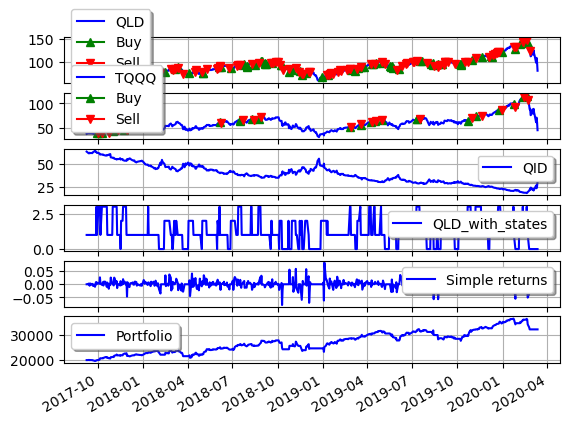 QLD
Buy
Sell
150
100
TQQQ
Buy
Sell
100
50
QID
50
25
QLD_with_states
2.5
0.0
Simple returns
0.05
0.00
−0.05
Portfolio
30000
20000
2017-10 2018-01 2018-04 2018-07 2018-10 2019-01 2019-04 2019-07 2019-10 2020-01 2020-04